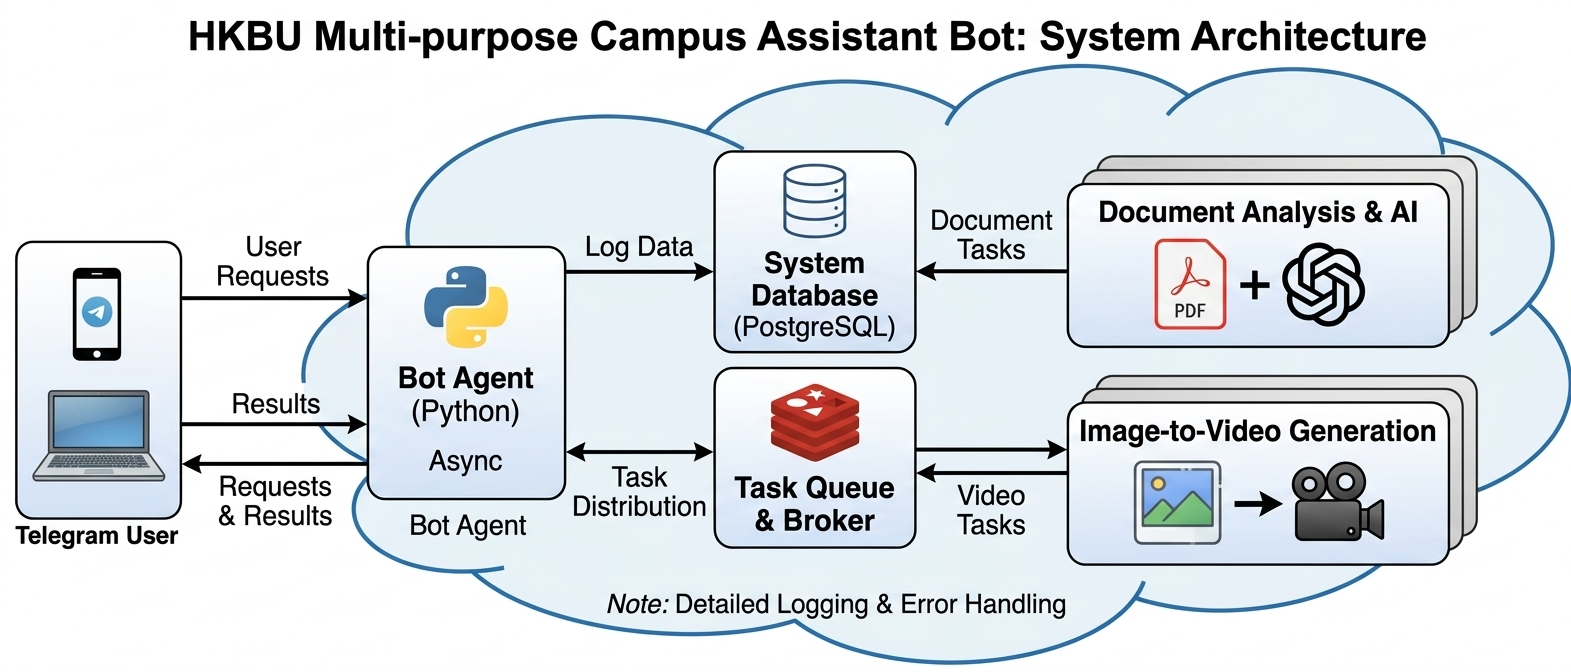 HKBU Multi-purpose Campus Assistant Bot: System Architecture
User
Requests
Results
Requests
& Results
Telegram User
Bot Agent
(Python)
Async
Bot Agent
Log Data
Task
Distribution
System
Database
(PostgreSQL)
Task Queue
& Broker
Document
Tasks
Video
Tasks
Document Analysis & AI
PDF
+
Image-to-Video Generation
Note: Detailed Logging & Error Handling